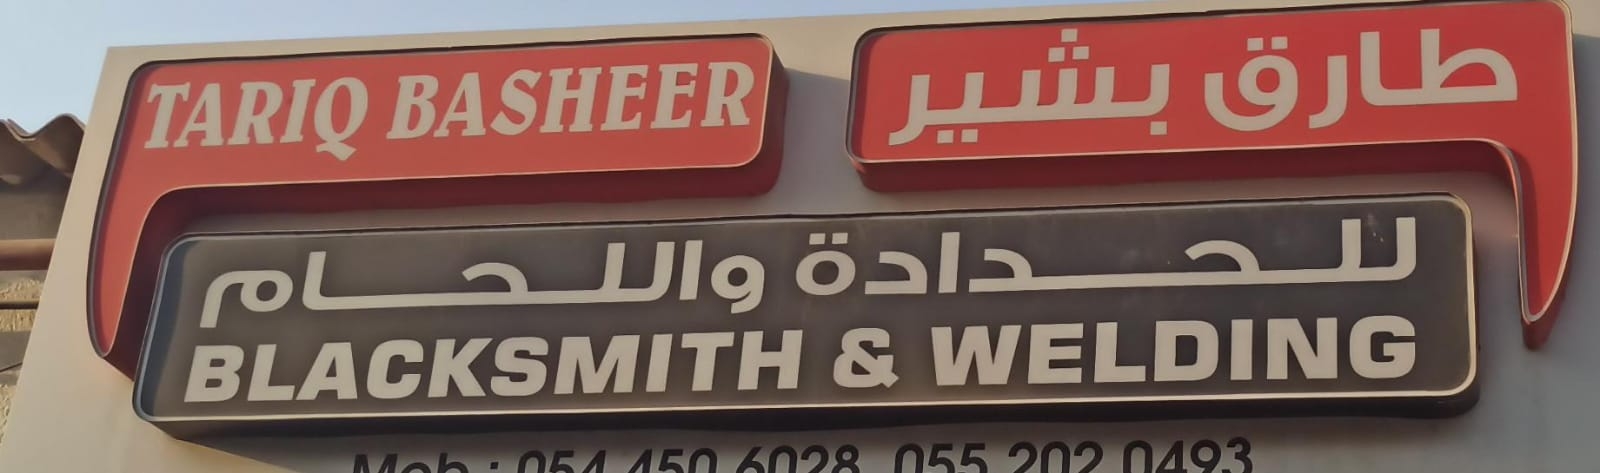 TARIQ BASHEER
طارق بشير
للحدادة واللحام
BLACKSMITH & WELDING
Mob.: 054 450 6028, 055 202 0493